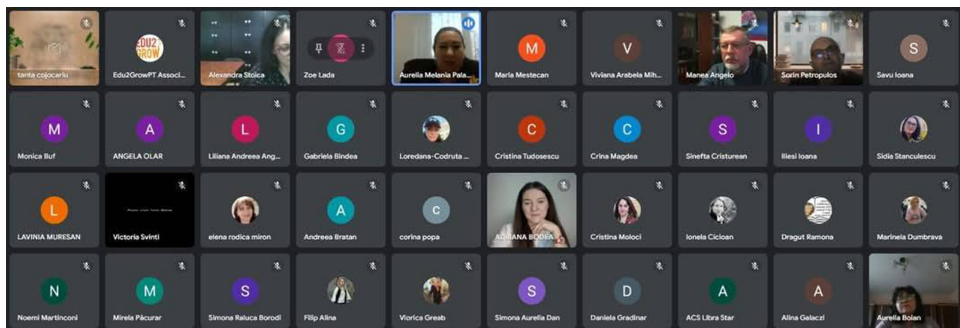 tanta cojocariu
EDU2
GROW
Edu2GrowPT Associ...
Alexandra Stoica
Zoe Lada
Aurelia Melania Pala...
M
Maria Mestecan
V
Viviana Arabela Mih...
Manea Angelo
Sorin Petropulos
S
Savu Ioana
M
Monica Buf
A
ANGELA OLAR
L
Liliana Andreea Ang...
G
Gabriela Bindea
Loredana-Codruta ...
C
Cristina Tudosescu
C
Crina Magdea
S
Sinefta Cristurean
I
Iliesi Ioana
Sidia Stanculescu
L
LAVINIA MURESAN
Victoria Svinti
elena rodica miron
A
Andreea Bratan
c
corina popa
ADRIANA BODEA
Cristina Moloci
Ionela Cicioan
Dragut Ramona
Marinela Dumbrava
N
Noemi Martinconi
M
Mirela Păcurar
S
Simona Raluca Borodi
Filip Alina
Viorica Greab
S
Simona Aurelia Dan
D
Daniela Gradinar
A
ACS Libra Star
A
Alina Galaczi
Aurelia Boian